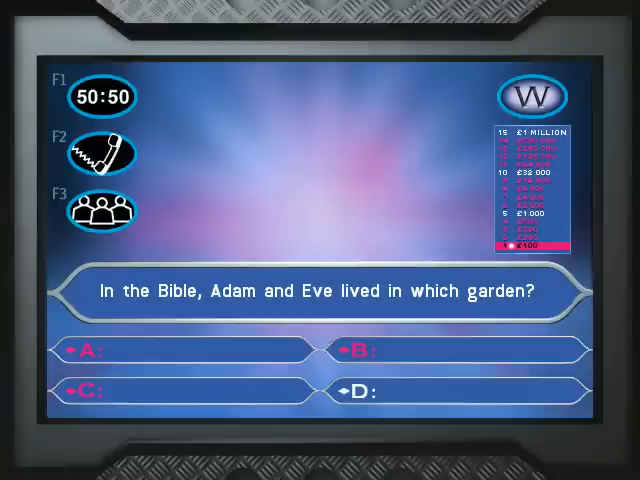 F1
50:50
F2
F3
W
15 £1 MILLION
10 £32 000
5 £1 000
1 £100
In the Bible, Adam and Eve lived in which garden?
A:
B:
C:
D: